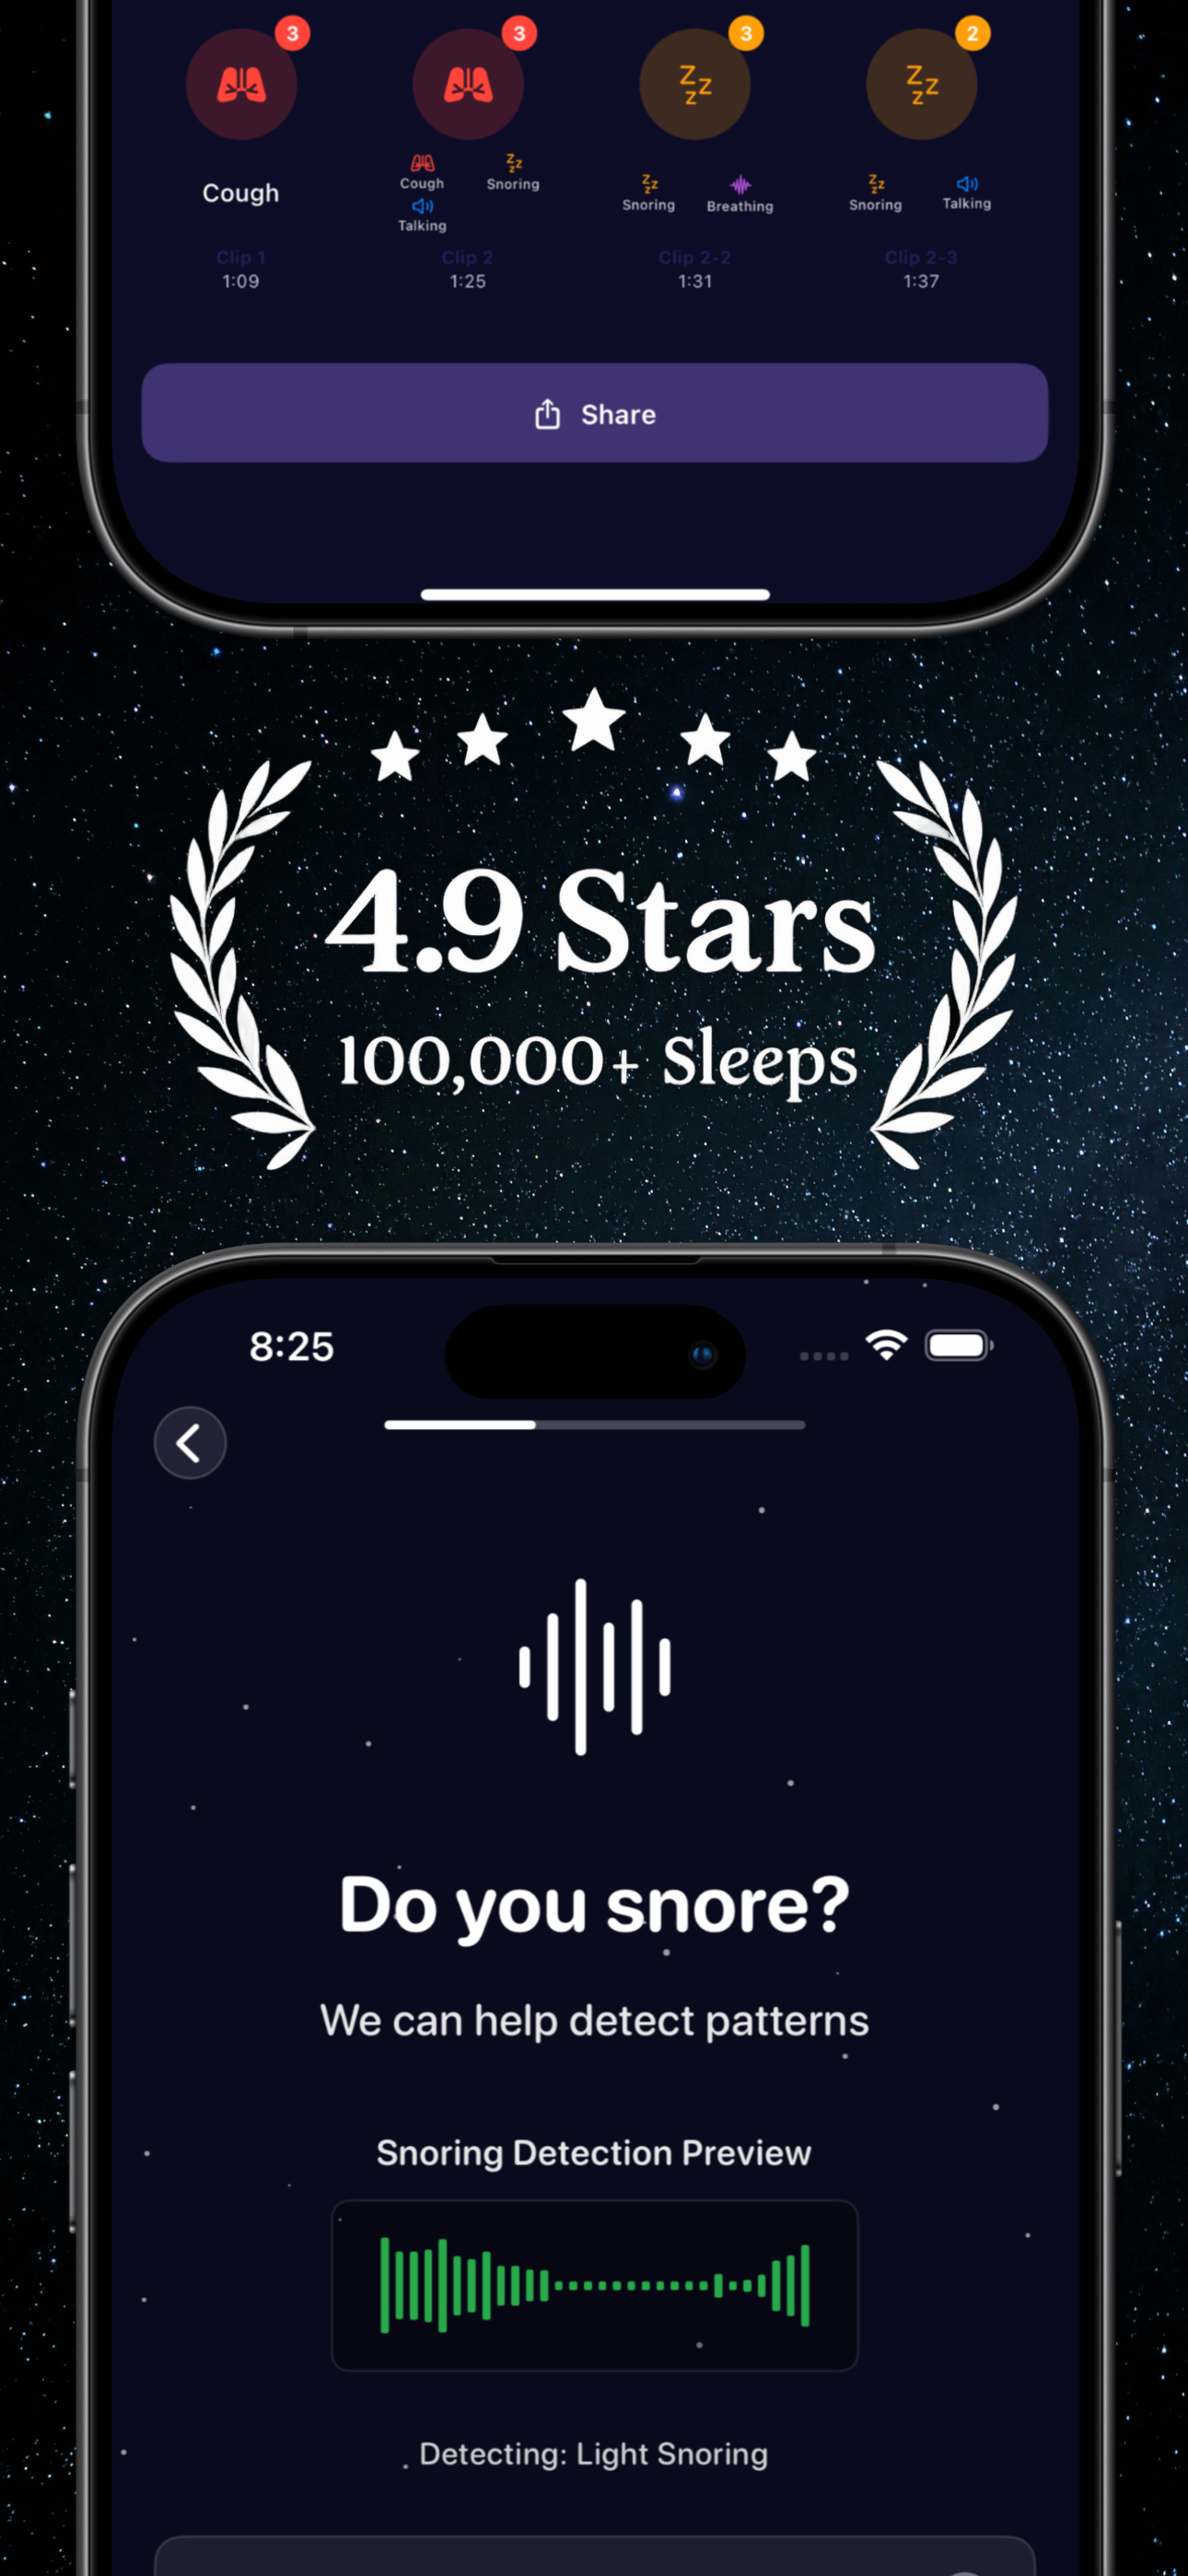 3
3
3
2
Cough
Cough
Snoring
Talking
Snoring
Breathing
Snoring
Talking
Clip 1
Clip 2
Clip 2-2
Clip 2-3
1:09
1:25
1:31
1:37
Share
4.9 Stars
100,000+ Sleeps
8:25
Do you snore?
We can help detect patterns
Snoring Detection Preview
Detecting: Light Snoring